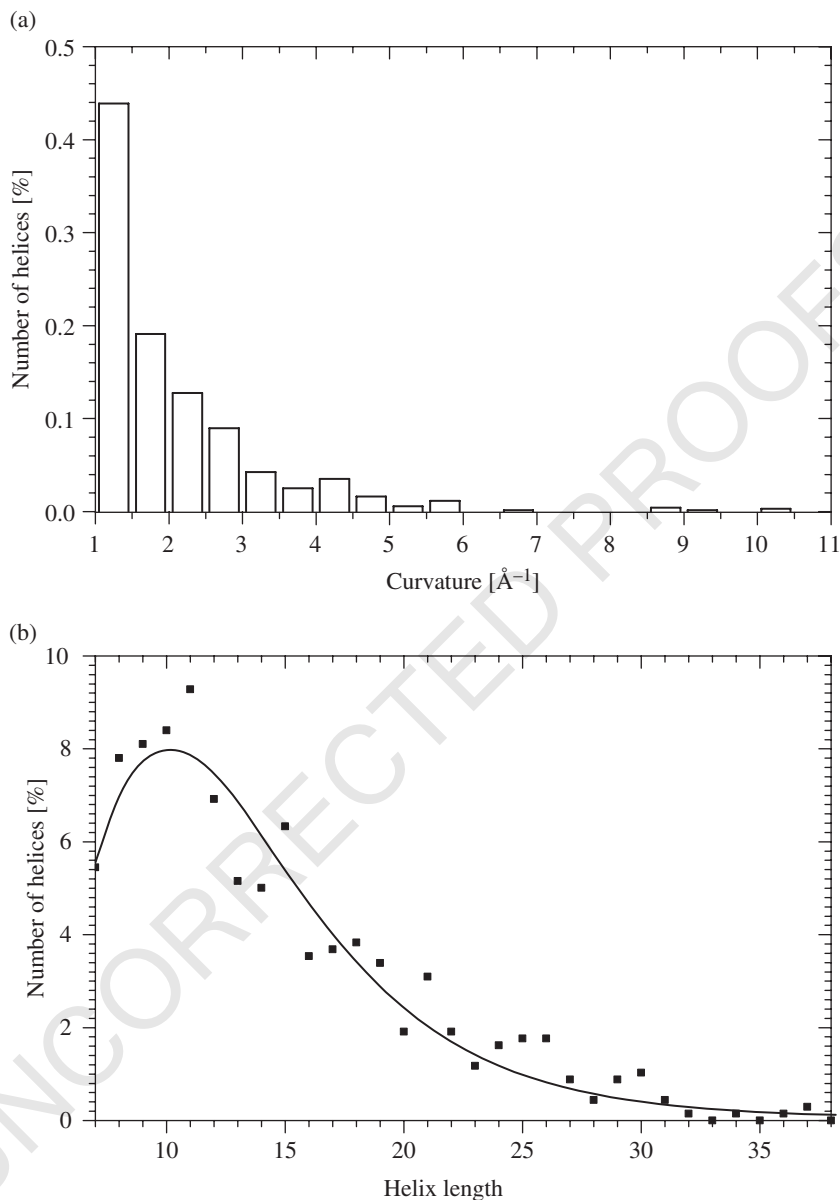 (a)
0.5
0.4
0.3
0.2
0.1
0.0
Number of helices [%]
1 2 3 4 5 6 7 8 9 10 11
Curvature [Å⁻¹]
(b)
10
8
6
4
2
0
Number of helices [%]
10 15 20 25 30 35
Helix length
UNCORRECTED PROOFS